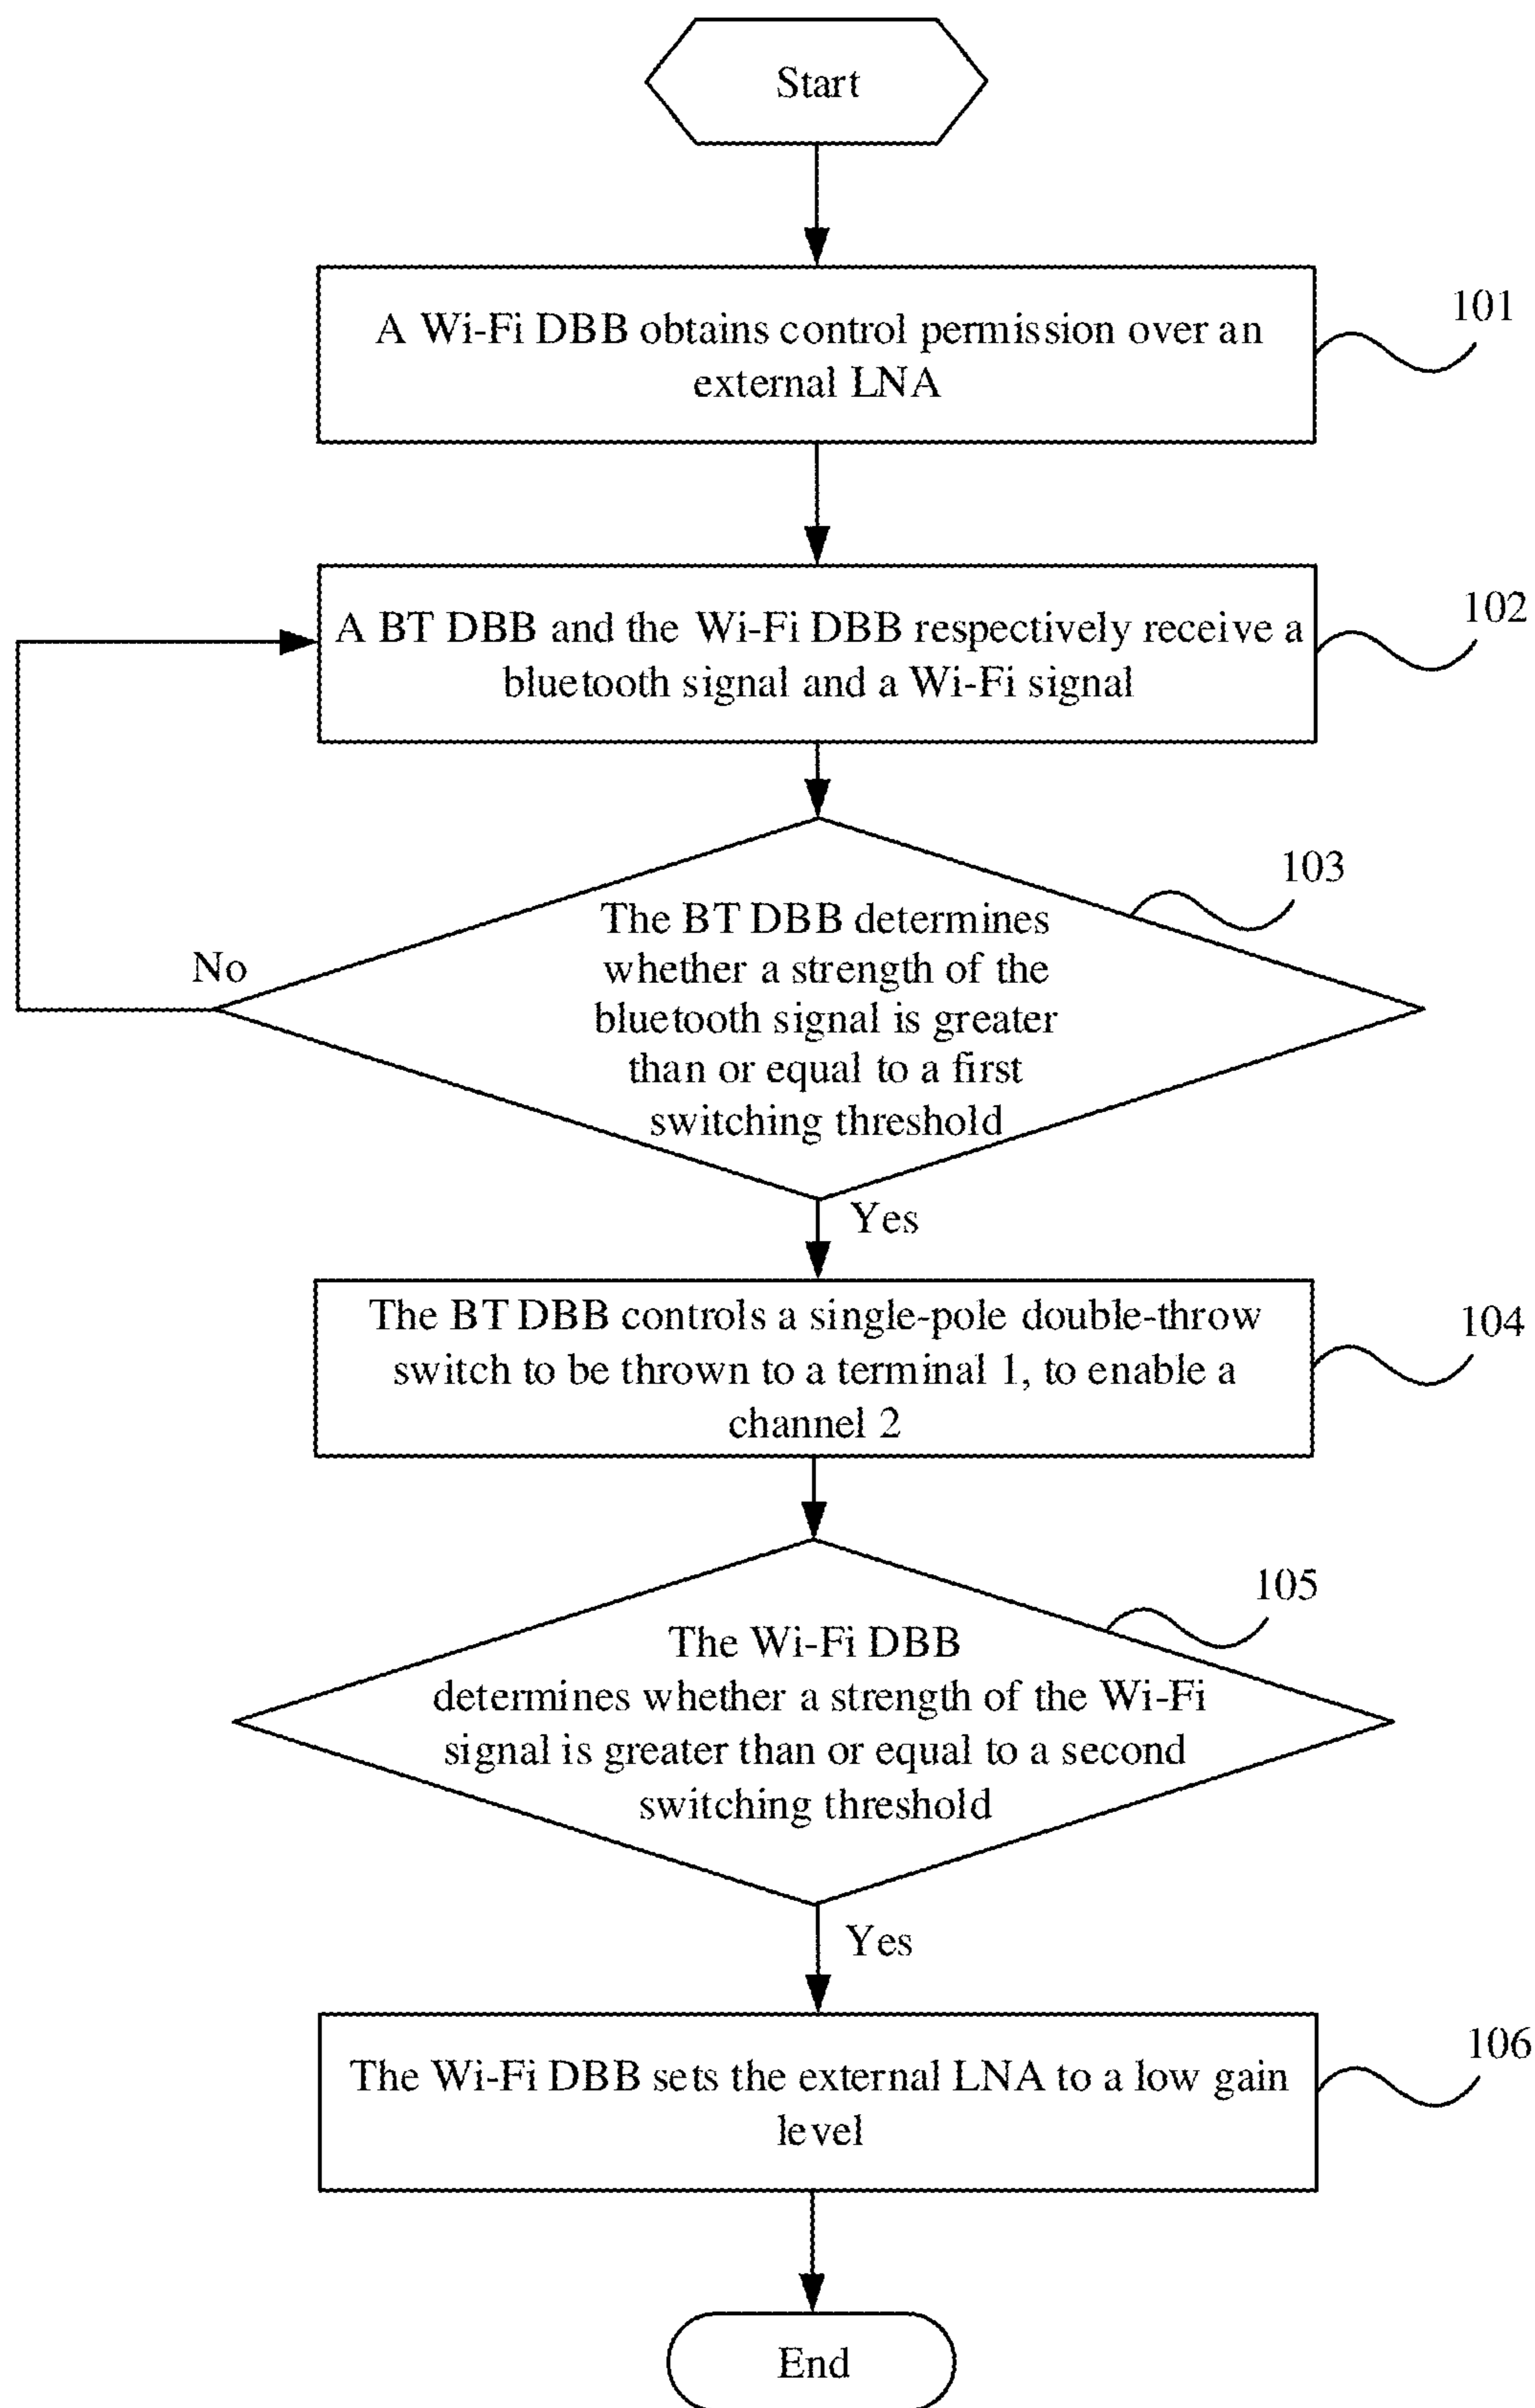 Start
A Wi-Fi DBB obtains control permission over an
external LNA
101
A BT DBB and the Wi-Fi DBB respectively receive a
bluetooth signal and a Wi-Fi signal
102
The BT DBB determines
whether a strength of the
bluetooth signal is greater
than or equal to a first
switching threshold
103
No
Yes
The BT DBB controls a single-pole double-throw
switch to be thrown to a terminal 1, to enable a
channel 2
104
The Wi-Fi DBB
determines whether a strength of the Wi-Fi
signal is greater than or equal to a second
switching threshold
105
Yes
The Wi-Fi DBB sets the external LNA to a low gain
level
106
End